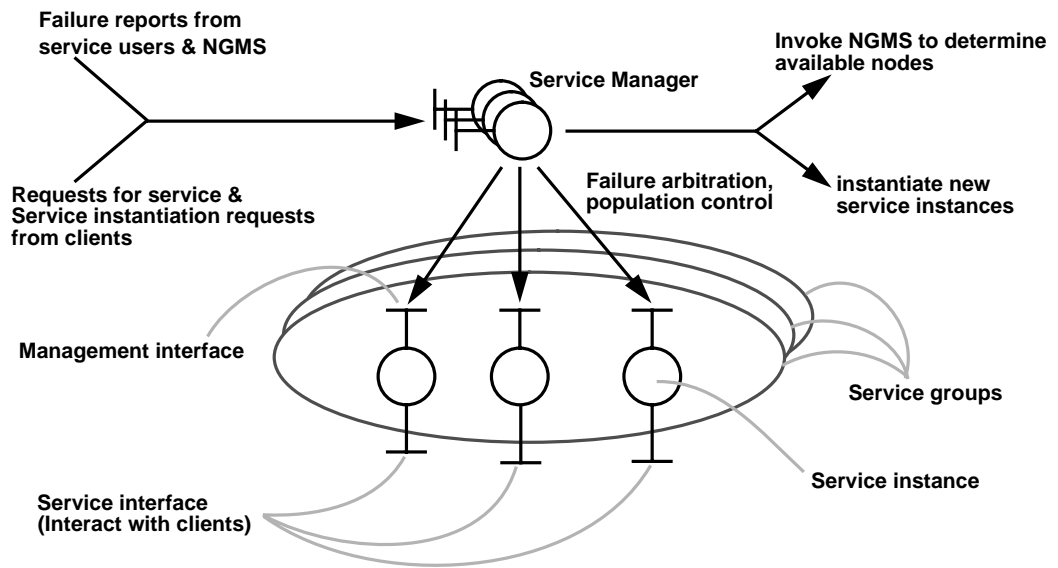 Failure reports from
service users & NGMS
Invoke NGMS to determine
available nodes
Service Manager
Requests for service &
Service instantiation requests
from clients
Failure arbitration,
population control
instantiate new
service instances
Management interface
Service groups
Service instance
Service interface
(Interact with clients)